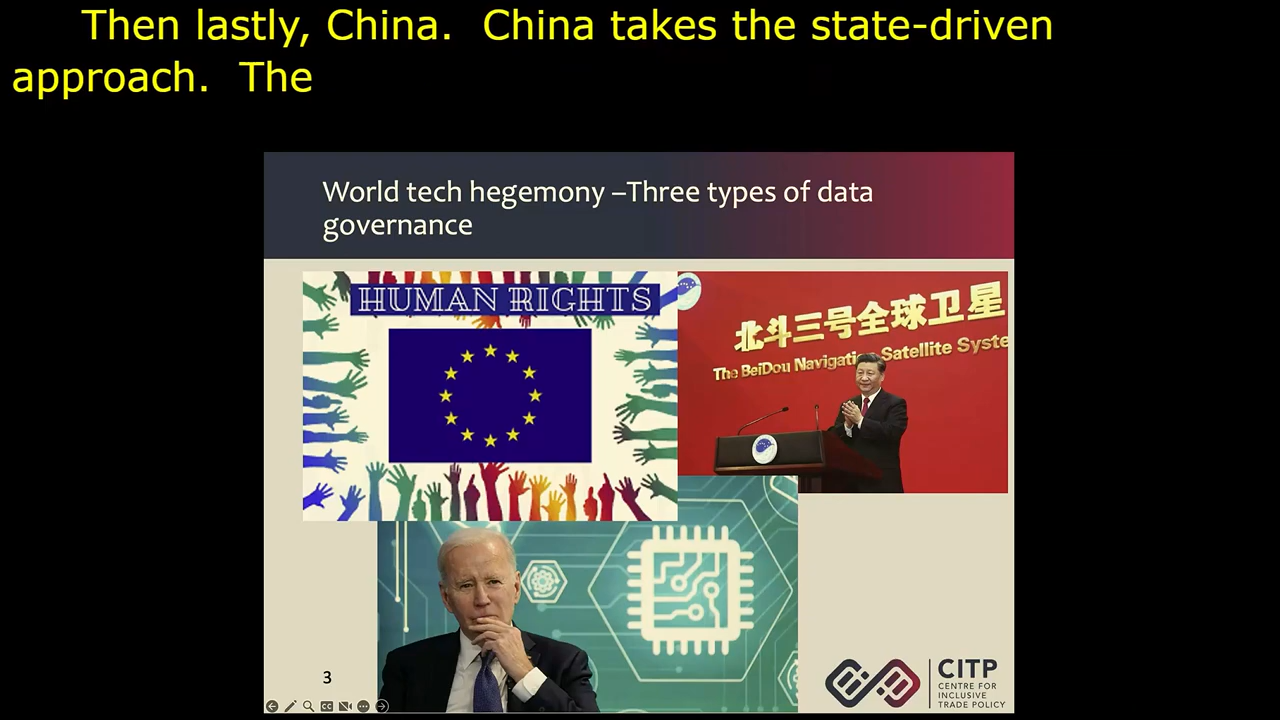 Then lastly, China.  China takes the state-driven
approach.  The
World tech hegemony –Three types of data
governance
HUMAN RIGHTS
北斗三号全球卫星
The BeiDou Navigation Satellite Syste
3
CITP
CENTRE FOR
INCLUSIVE
TRADE POLICY